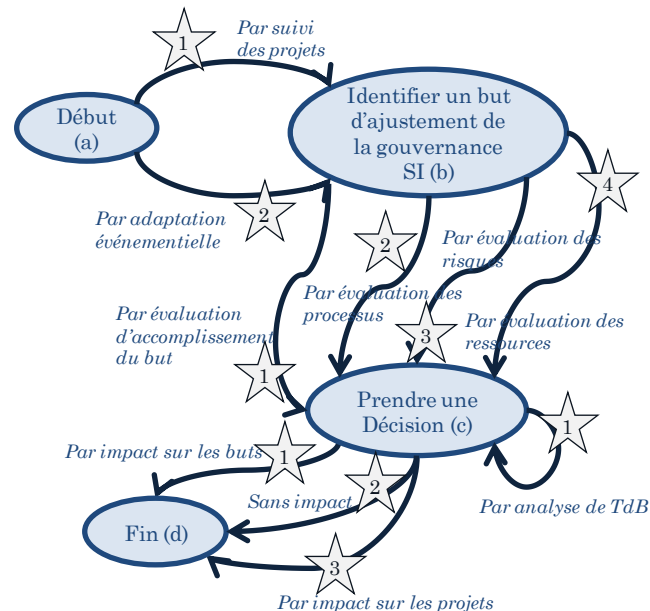 1
Par suivi
des projets
Début
(a)
Identifier un but
d'ajustement de
la gouvernance
SI (b)
4
2
Par adaptation
événementielle
2
Par évaluation des
risques
Par évaluation des
processus
Par évaluation
d'accomplissement
du but
3
Par évaluation des
ressources
1
Prendre une
Décision (c)
1
Par impact sur les buts
1
Sans impact
2
Par analyse de TdB
Fin (d)
3
Par impact sur les projets